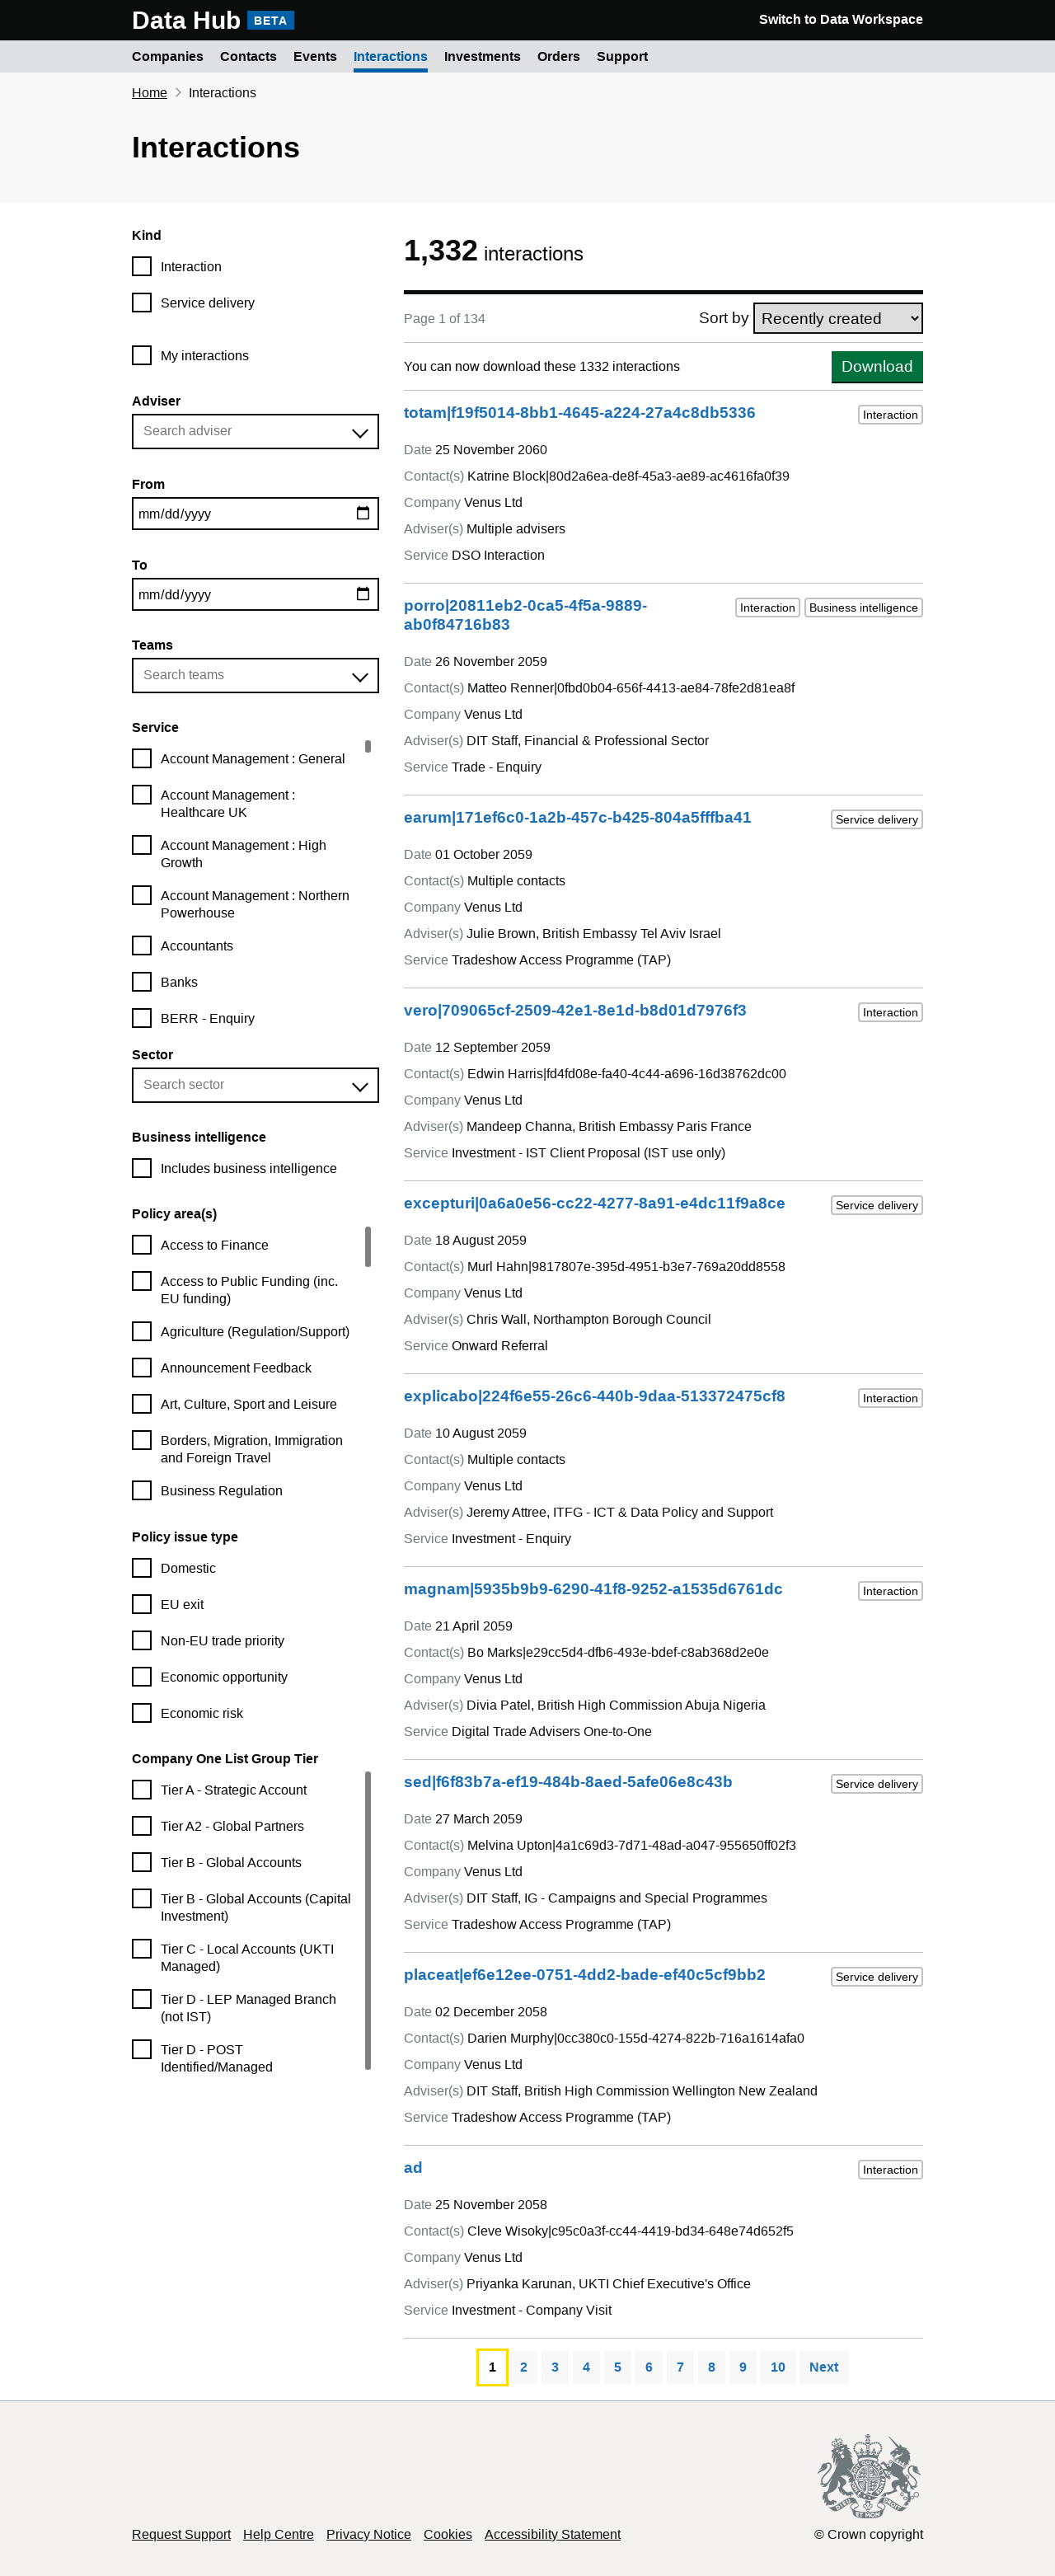 Data Hub BETA
Switch to Data Workspace
Companies Contacts Events Interactions Investments Orders Support
Home > Interactions
Interactions
Kind
Interaction
Service delivery
My interactions
Adviser
Search adviser
From
mm/dd/yyyy
To
mm/dd/yyyy
Teams
Search teams
Service
Account Management : General
Account Management :
Healthcare UK
Account Management : High
Growth
Account Management : Northern
Powerhouse
Accountants
Banks
BERR - Enquiry
Sector
Search sector
Business intelligence
Includes business intelligence
Policy area(s)
Access to Finance
Access to Public Funding (inc.
EU funding)
Agriculture (Regulation/Support)
Announcement Feedback
Art, Culture, Sport and Leisure
Borders, Migration, Immigration
and Foreign Travel
Business Regulation
Policy issue type
Domestic
EU exit
Non-EU trade priority
Economic opportunity
Economic risk
Company One List Group Tier
Tier A - Strategic Account
Tier A2 - Global Partners
Tier B - Global Accounts
Tier B - Global Accounts (Capital
Investment)
Tier C - Local Accounts (UKTI
Managed)
Tier D - LEP Managed Branch
(not IST)
Tier D - POST
Identified/Managed
1,332 interactions
Page 1 of 134
Sort by Recently created
You can now download these 1332 interactions
Download
totam|f19f5014-8bb1-4645-a224-27a4c8db5336
Interaction
Date 25 November 2060
Contact(s) Katrine Block|80d2a6ea-de8f-45a3-ae89-ac4616fa0f39
Company Venus Ltd
Adviser(s) Multiple advisers
Service DSO Interaction
porro|20811eb2-0ca5-4f5a-9889-
ab0f84716b83
Interaction Business intelligence
Date 26 November 2059
Contact(s) Matteo Renner|0fbd0b04-656f-4413-ae84-78fe2d81ea8f
Company Venus Ltd
Adviser(s) DIT Staff, Financial & Professional Sector
Service Trade - Enquiry
earum|171ef6c0-1a2b-457c-b425-804a5fffba41
Service delivery
Date 01 October 2059
Contact(s) Multiple contacts
Company Venus Ltd
Adviser(s) Julie Brown, British Embassy Tel Aviv Israel
Service Tradeshow Access Programme (TAP)
vero|709065cf-2509-42e1-8e1d-b8d01d7976f3
Interaction
Date 12 September 2059
Contact(s) Edwin Harris|fd4fd08e-fa40-4c44-a696-16d38762dc00
Company Venus Ltd
Adviser(s) Mandeep Channa, British Embassy Paris France
Service Investment - IST Client Proposal (IST use only)
excepturi|0a6a0e56-cc22-4277-8a91-e4dc11f9a8ce
Service delivery
Date 18 August 2059
Contact(s) Murl Hahn|9817807e-395d-4951-b3e7-769a20dd8558
Company Venus Ltd
Adviser(s) Chris Wall, Northampton Borough Council
Service Onward Referral
explicabo|224f6e55-26c6-440b-9daa-513372475cf8
Interaction
Date 10 August 2059
Contact(s) Multiple contacts
Company Venus Ltd
Adviser(s) Jeremy Attree, ITFG - ICT & Data Policy and Support
Service Investment - Enquiry
magnam|5935b9b9-6290-41f8-9252-a1535d6761dc
Interaction
Date 21 April 2059
Contact(s) Bo Marks|e29cc5d4-dfb6-493e-bdef-c8ab368d2e0e
Company Venus Ltd
Adviser(s) Divia Patel, British High Commission Abuja Nigeria
Service Digital Trade Advisers One-to-One
sed|f6f83b7a-ef19-484b-8aed-5afe06e8c43b
Service delivery
Date 27 March 2059
Contact(s) Melvina Upton|4a1c69d3-7d71-48ad-a047-955650ff02f3
Company Venus Ltd
Adviser(s) DIT Staff, IG - Campaigns and Special Programmes
Service Tradeshow Access Programme (TAP)
placeat|ef6e12ee-0751-4dd2-bade-ef40c5cf9bb2
Service delivery
Date 02 December 2058
Contact(s) Darien Murphy|0cc380c0-155d-4274-822b-716a1614afa0
Company Venus Ltd
Adviser(s) DIT Staff, British High Commission Wellington New Zealand
Service Tradeshow Access Programme (TAP)
ad
Interaction
Date 25 November 2058
Contact(s) Cleve Wisoky|c95c0a3f-cc44-4419-bd34-648e74d652f5
Company Venus Ltd
Adviser(s) Priyanka Karunan, UKTI Chief Executive's Office
Service Investment - Company Visit
1 2 3 4 5 6 7 8 9 10 Next
Request Support Help Centre Privacy Notice Cookies Accessibility Statement
© Crown copyright